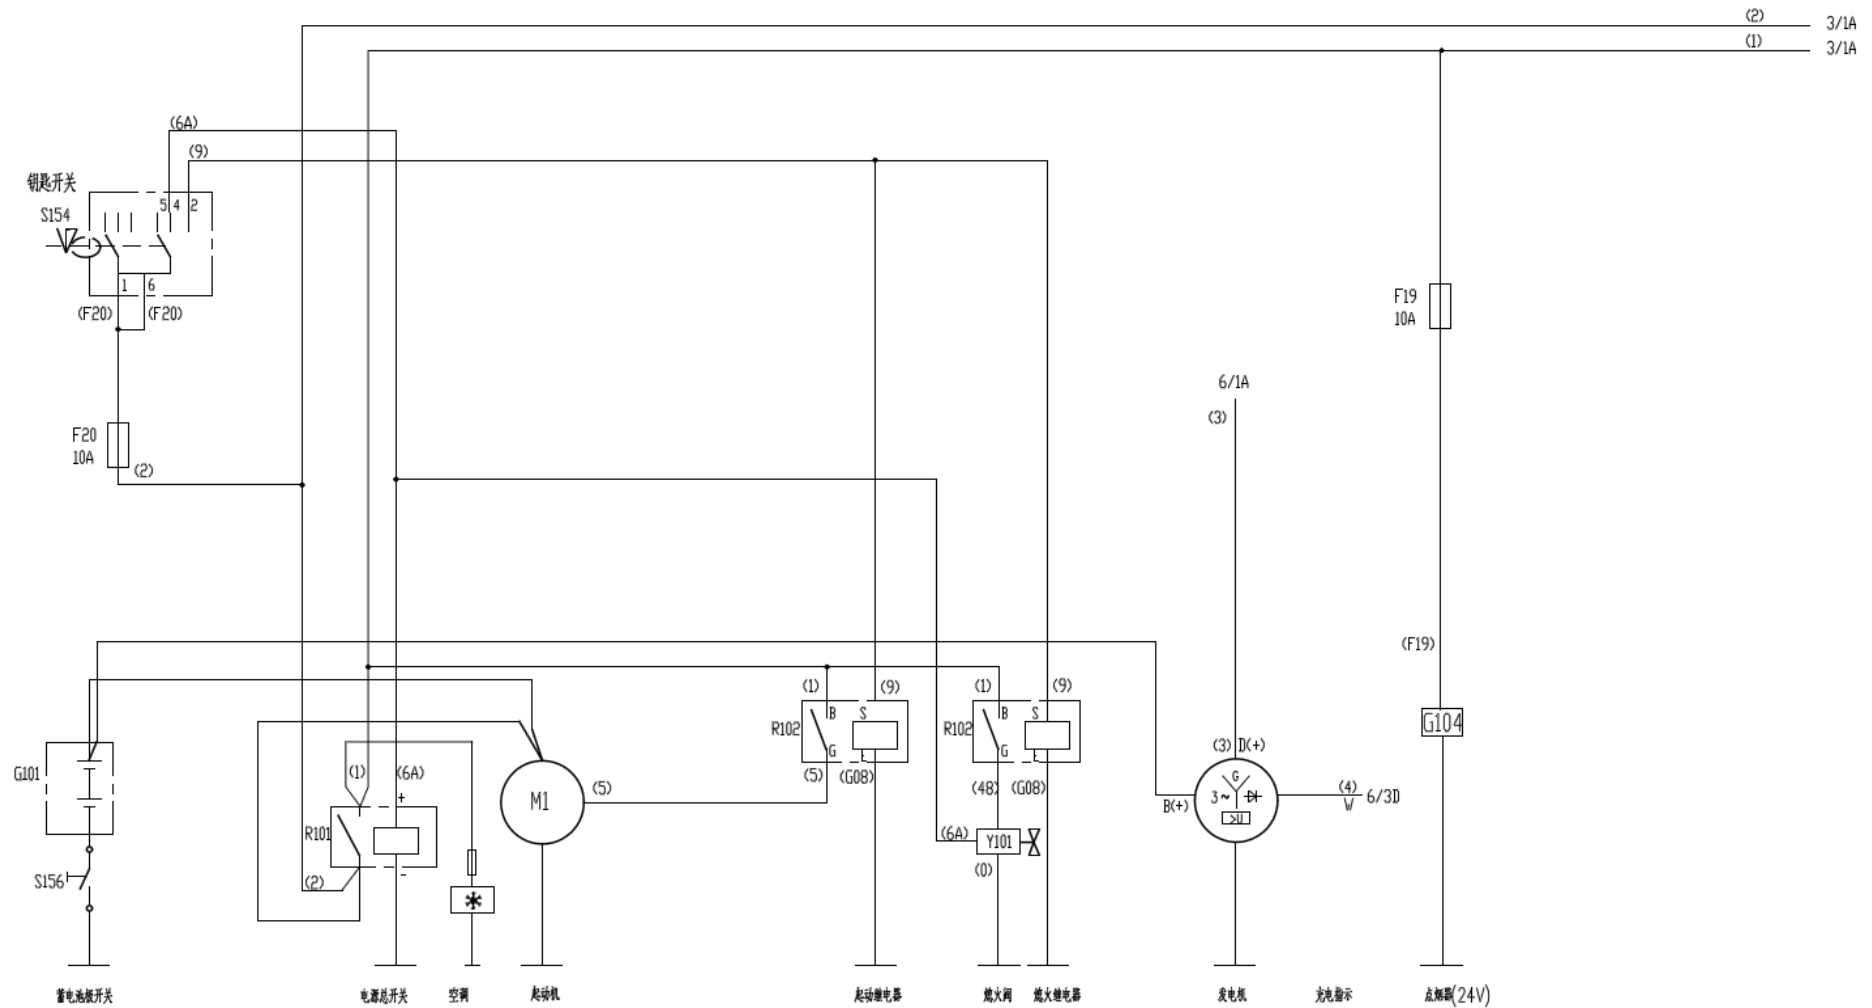 (2)
3/1A
(1)
3/1A
(6A)
(9)
钥匙开关
S154
5 4 2
1 6
(F20) (F20)
F20
10A
(2)
F19
10A
6/1A
(3)
(F19)
G104
(1) (9)
B S
R102
G
(5) (G08)
(1) (9)
B S
R102
G
(48) (G08)
(6A)
Y101
(0)
(3) D(+)
G
3~
>U
B(+)
(4)
W
6/3D
G101
S156
(1) (6A)
+
R101
-
(2)
M1
(5)
蓄电池极开关
电源总开关
空调
起动机
起动继电器
熄火阀
熄火继电器
发电机
充电指示
点烟器(24V)